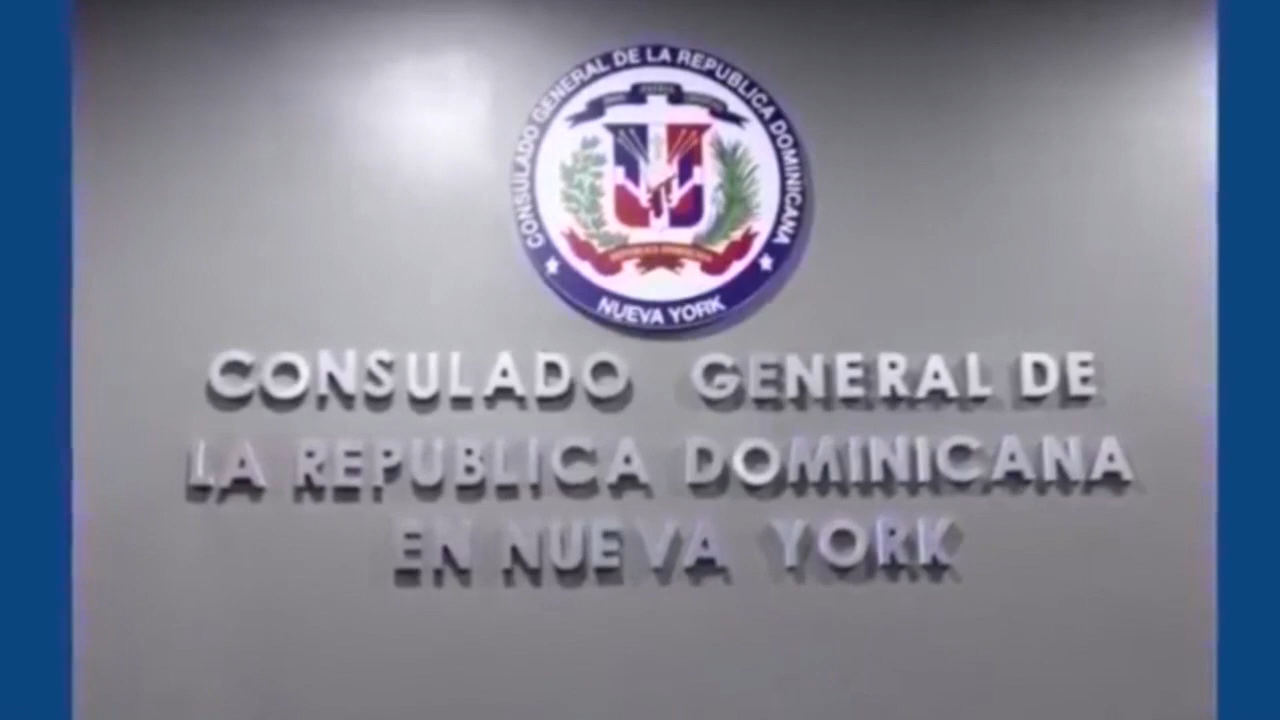 CONSULADO GENERAL DE LA REPUBLICA DOMINICANA
NUEVA YORK
CONSULADO GENERAL DE
LA REPUBLICA DOMINICANA
EN NUEVA YORK